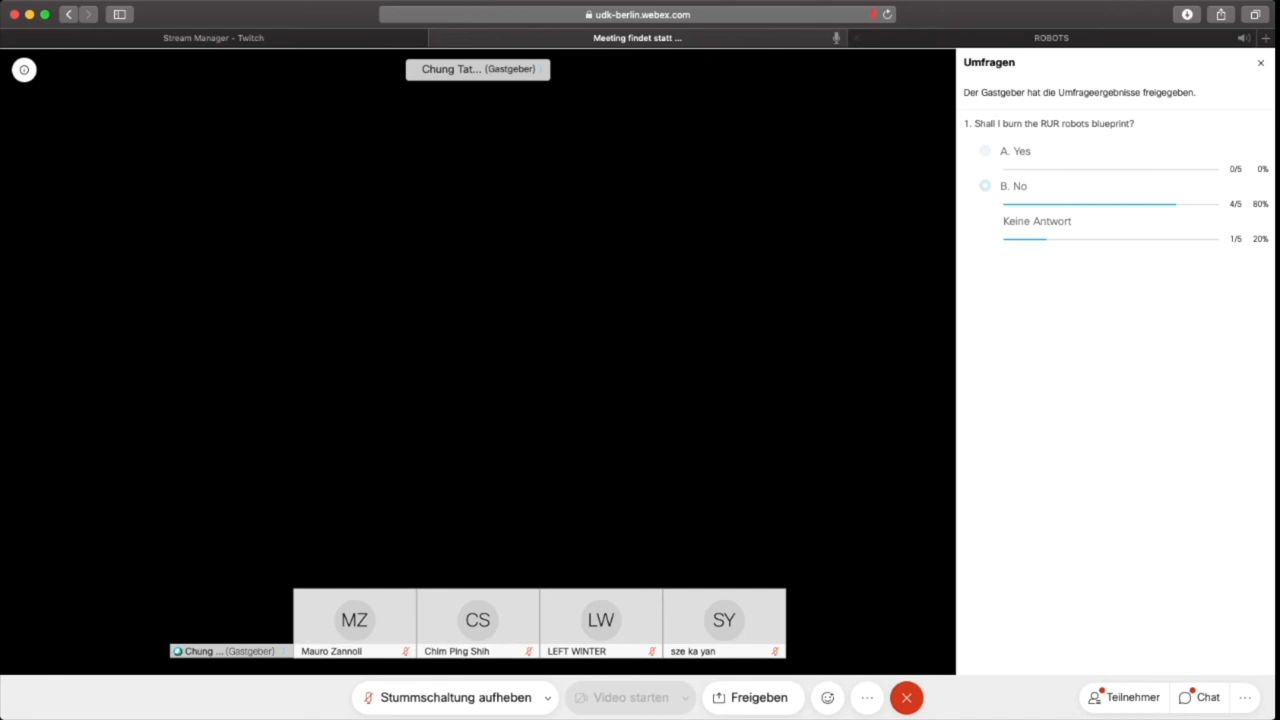 udk-berlin.webex.com
Stream Manager - Twitch
Meeting findet statt ...
ROBOTS
Chung Tat... (Gastgeber)
Umfragen
Der Gastgeber hat die Umfrageergebnisse freigegeben.
1. Shall I burn the RUR robots blueprint?
A. Yes
0/5 0%
B. No
4/5 80%
Keine Antwort
1/5 20%
MZ
CS
LW
SY
Chung ... (Gastgeber)
Mauro Zannoli
Chim Ping Shih
LEFT WINTER
sze ka yan
Stummschaltung aufheben
Video starten
Freigeben
Teilnehmer
Chat